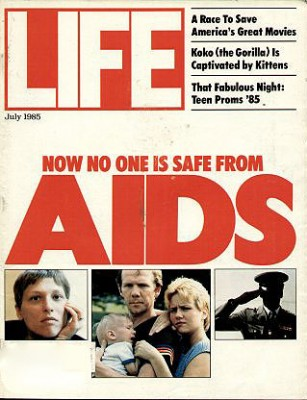 LIFE
A Race To Save
America's Great Movies
Koko (the Gorilla) Is
Captivated by Kittens
That Fabulous Night:
Teen Proms '85
July 1985
NOW NO ONE IS SAFE FROM
AIDS